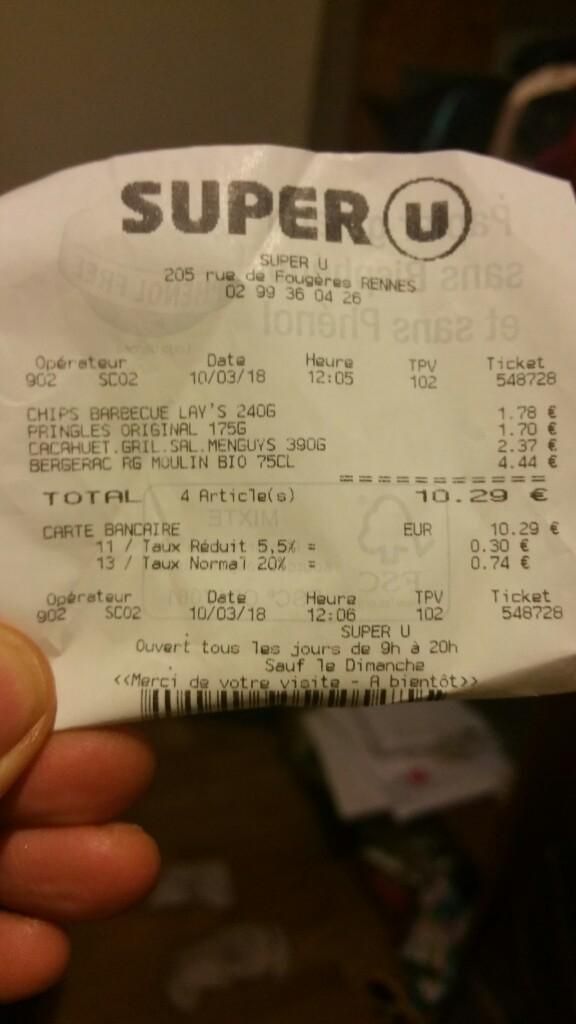 SUPER U
SUPER U
205 rue de Fougères RENNES
02 99 36 04 26
Opérateur Date Heure TPV Ticket
902 SC02 10/03/18 12:05 102 548728
CHIPS BARBECUE LAY'S 240G 1.78 €
PRINGLES ORIGINAL 175G 1.70 €
CACAHUET.GRIL.SAL.MENGUYS 390G 2.37 €
BERGERAC RG MOULIN BIO 75CL 4.44 €
===========
TOTAL 4 Article(s) 10.29 €
CARTE BANCAIRE EUR 10.29 €
11 / Taux Réduit 5,5% = 0.30 €
13 / Taux Normal 20% = 0.74 €
Opérateur Date Heure TPV Ticket
902 SC02 10/03/18 12:06 102 548728
SUPER U
Ouvert tous les jours de 9h à 20h
Sauf le Dimanche
<<Merci de votre visite - A bientôt>>